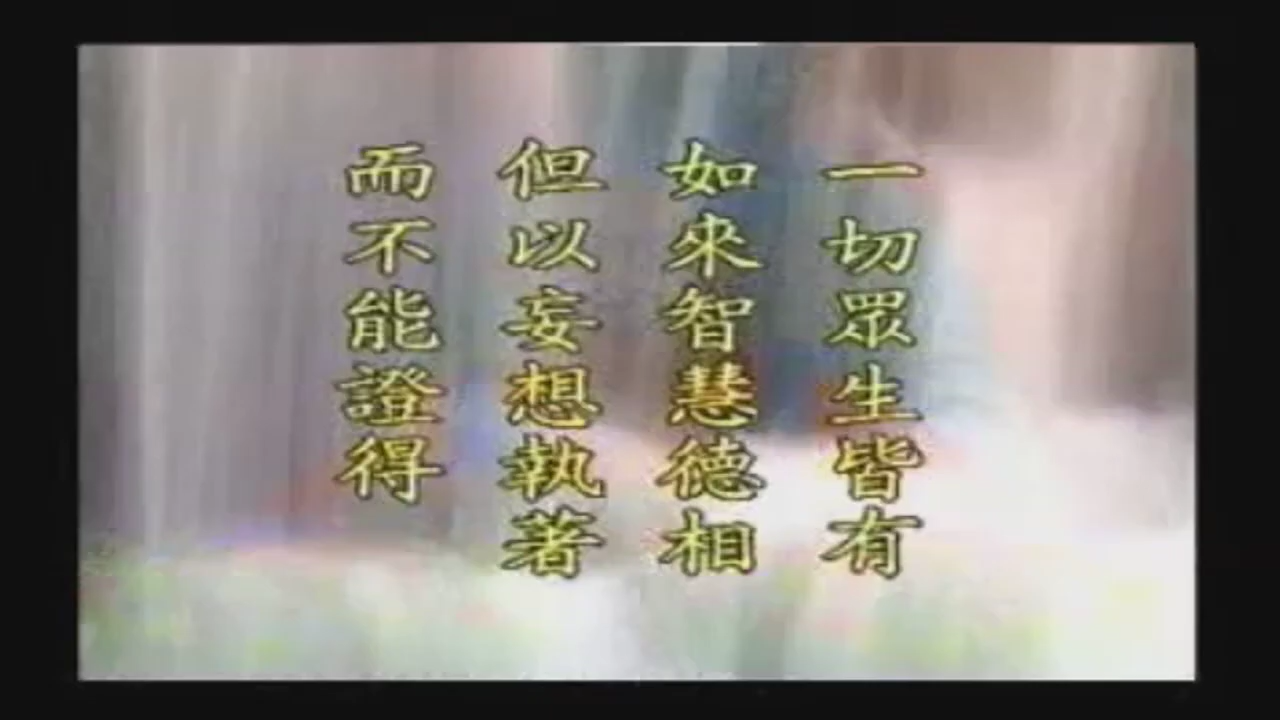 一切眾生皆有
如來智慧德相
但以妄想執著
而不能證得